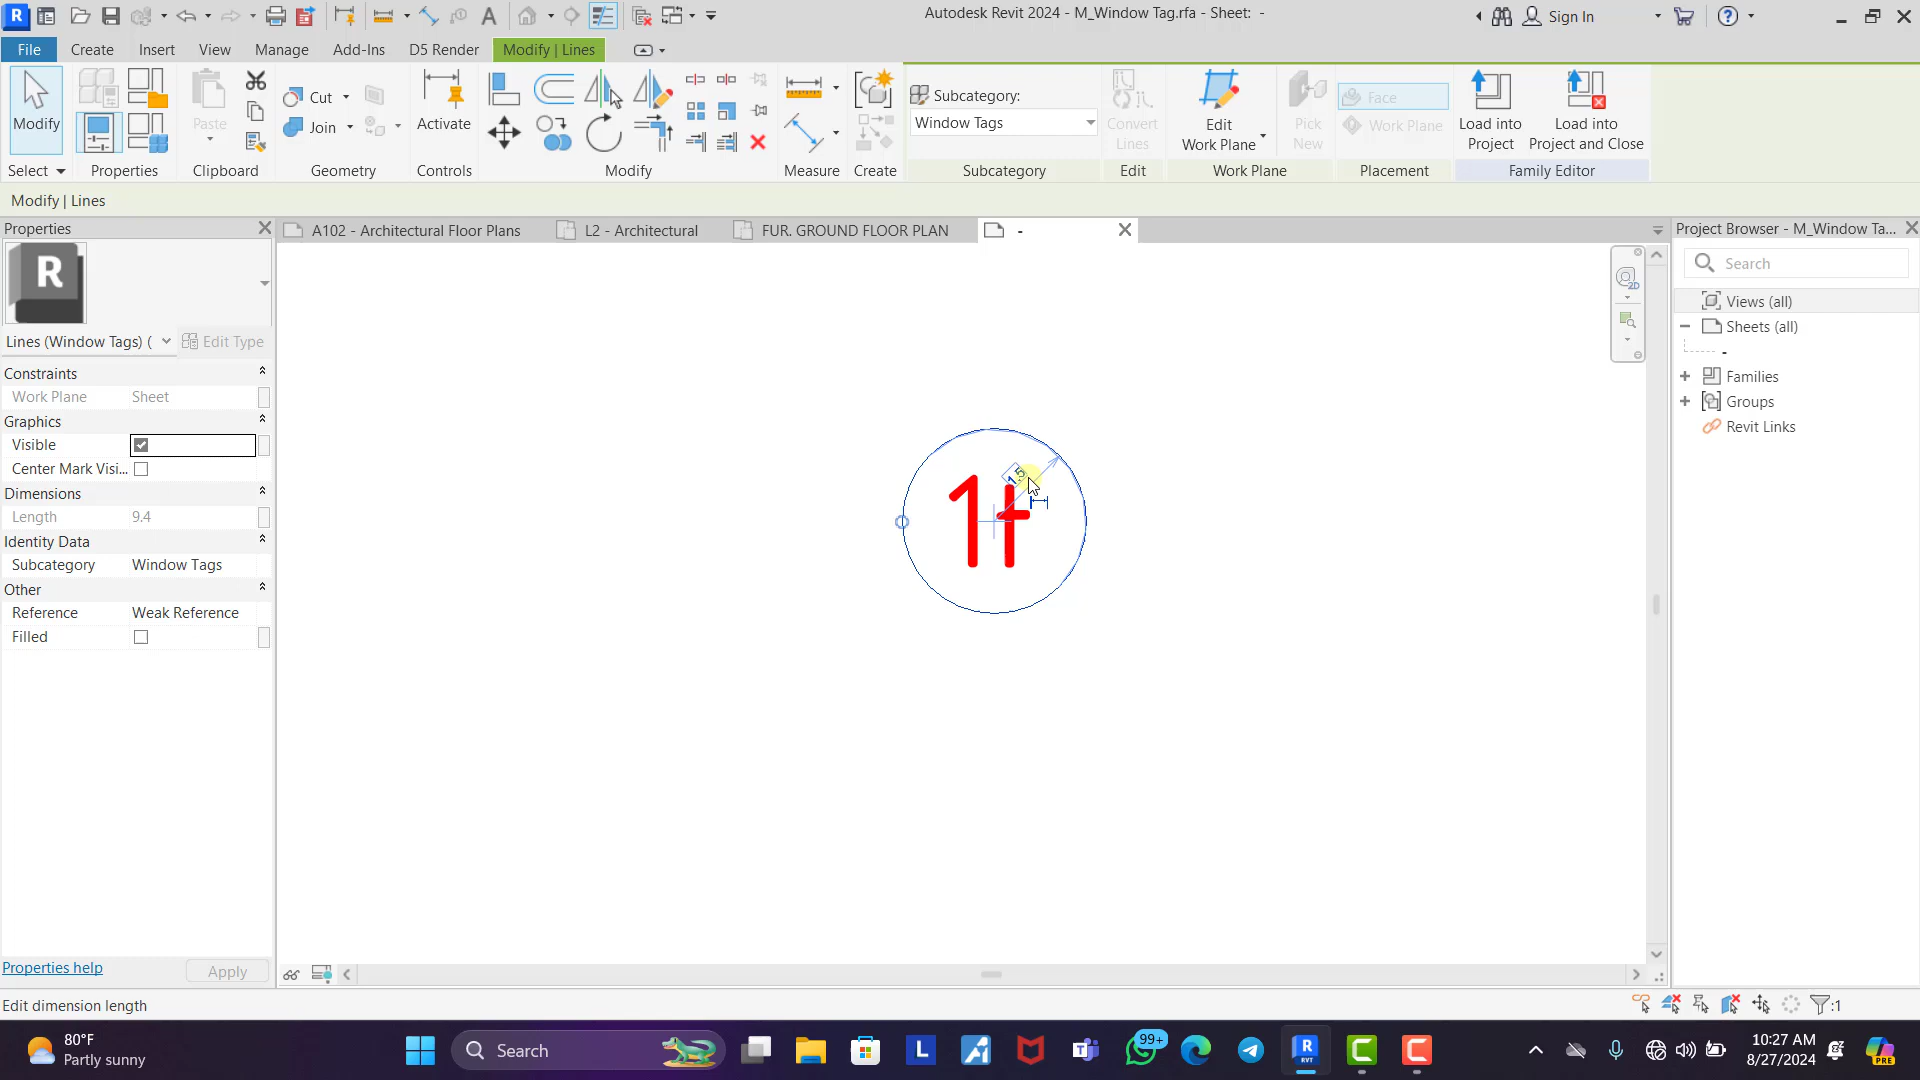 Autodesk Revit 2024 - M_Window Tag.rfa - Sheet: -
Sign In
File
Create
Insert
View
Manage
Add-Ins
D5 Render
Modify | Lines
Modify
Paste
Cut
Join
Activate
Subcategory:
Window Tags
Convert
Lines
Edit
Work Plane
Pick
New
Face
Work Plane
Load into
Project
Load into
Project and Close
Select
Properties
Clipboard
Geometry
Controls
Modify
Measure
Create
Subcategory
Edit
Work Plane
Placement
Family Editor
Modify | Lines
Properties
A102 - Architectural Floor Plans
L2 - Architectural
FUR. GROUND FLOOR PLAN
-
Project Browser - M_Window Ta...
R
Search
Lines (Window Tags) (
Edit Type
Constraints
Work Plane
Sheet
Graphics
Visible
Center Mark Visi...
Dimensions
Length
9.4
Identity Data
Subcategory
Window Tags
Other
Reference
Weak Reference
Filled
Views (all)
Sheets (all)
-
Families
Groups
Revit Links
2D
1.5
1t
Properties help
Apply
Edit dimension length
:1
80°F
Partly sunny
Search
L
99+
R
RVT
C
C
10:27 AM
8/27/2024
PRE